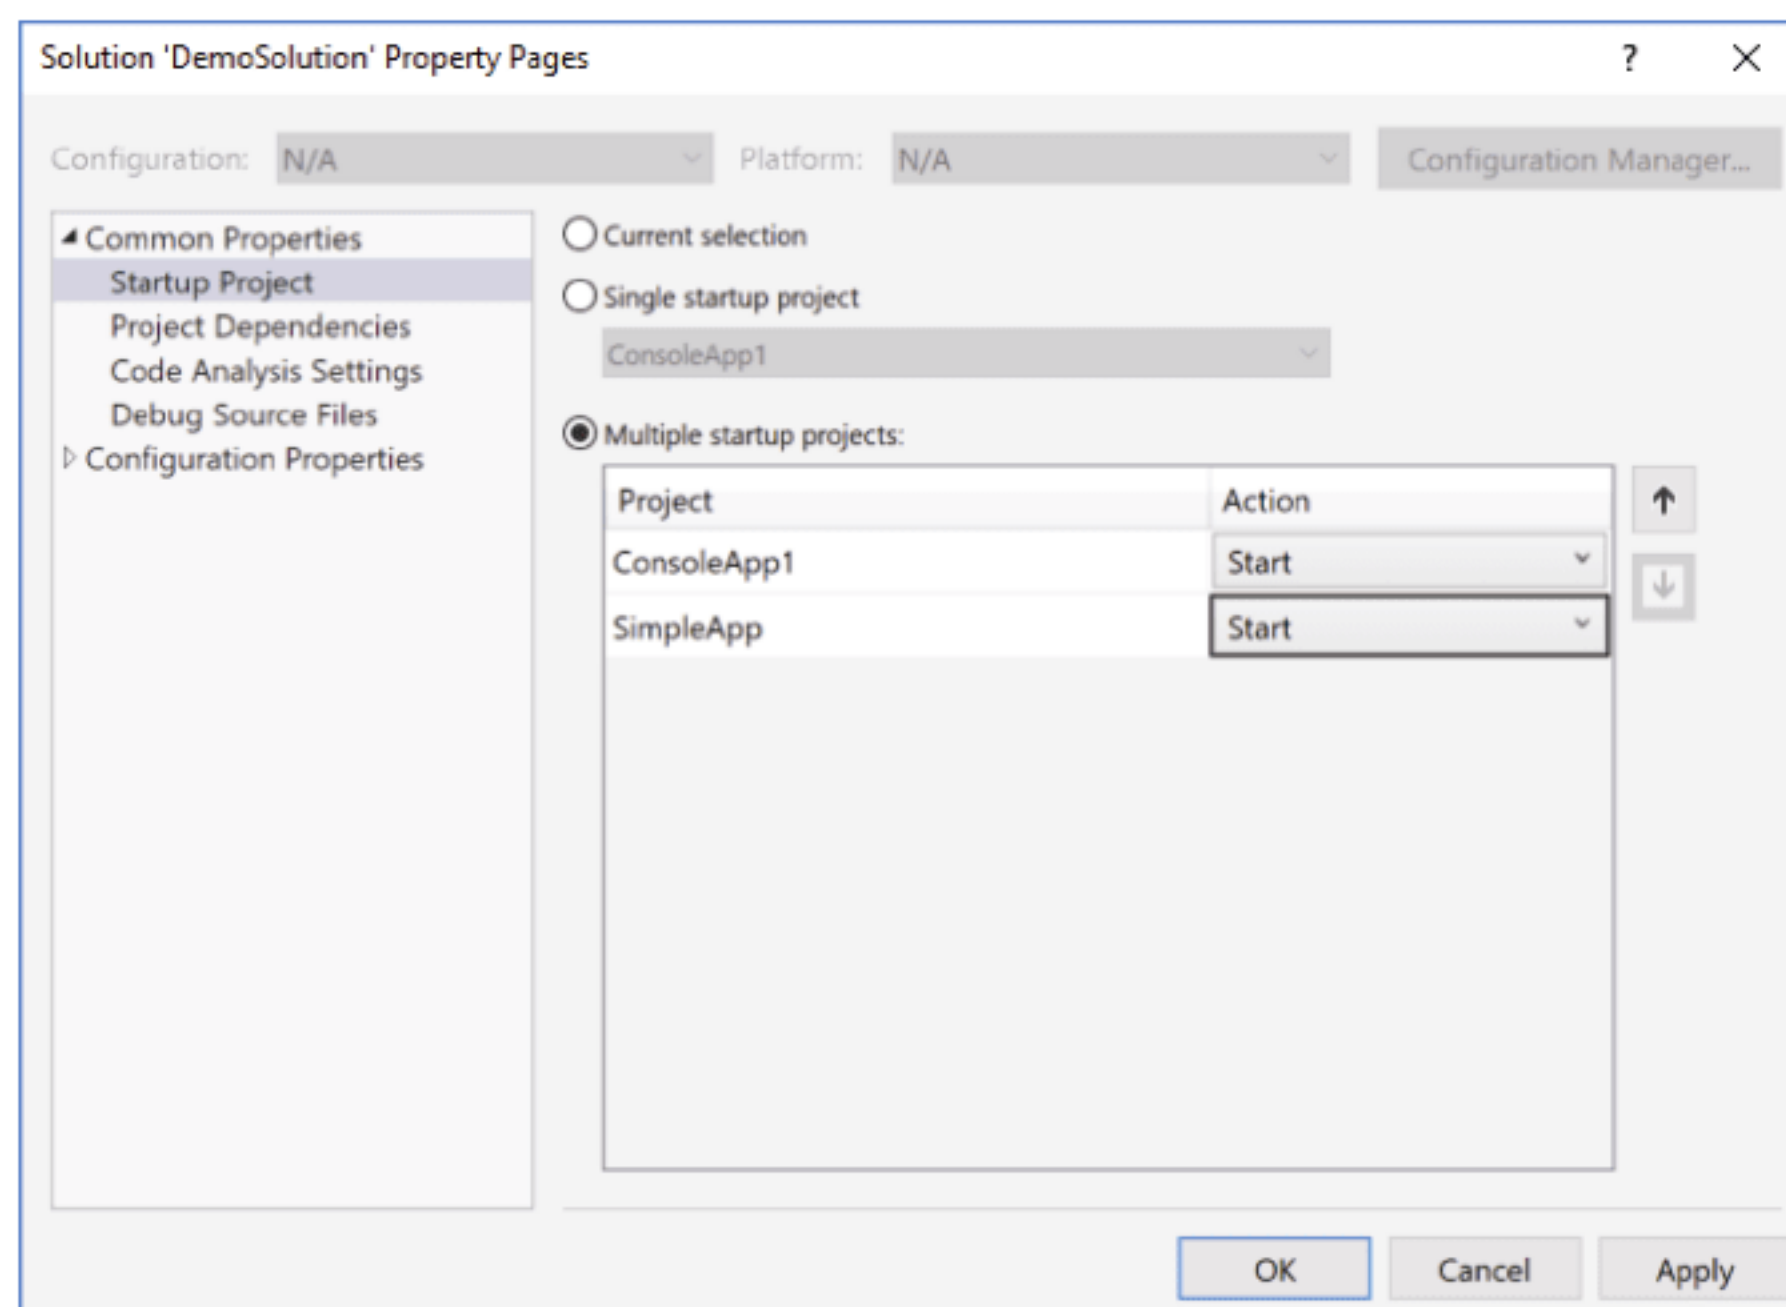 Solution 'DemoSolution' Property Pages ?
Configuration: N/A Platform: N/A Configuration Manager...
Common Properties
Startup Project
Project Dependencies
Code Analysis Settings
Debug Source Files
Configuration Properties
Current selection
Single startup project
ConsoleApp1
Multiple startup projects:
Project Action
ConsoleApp1 Start
SimpleApp Start
OK Cancel Apply